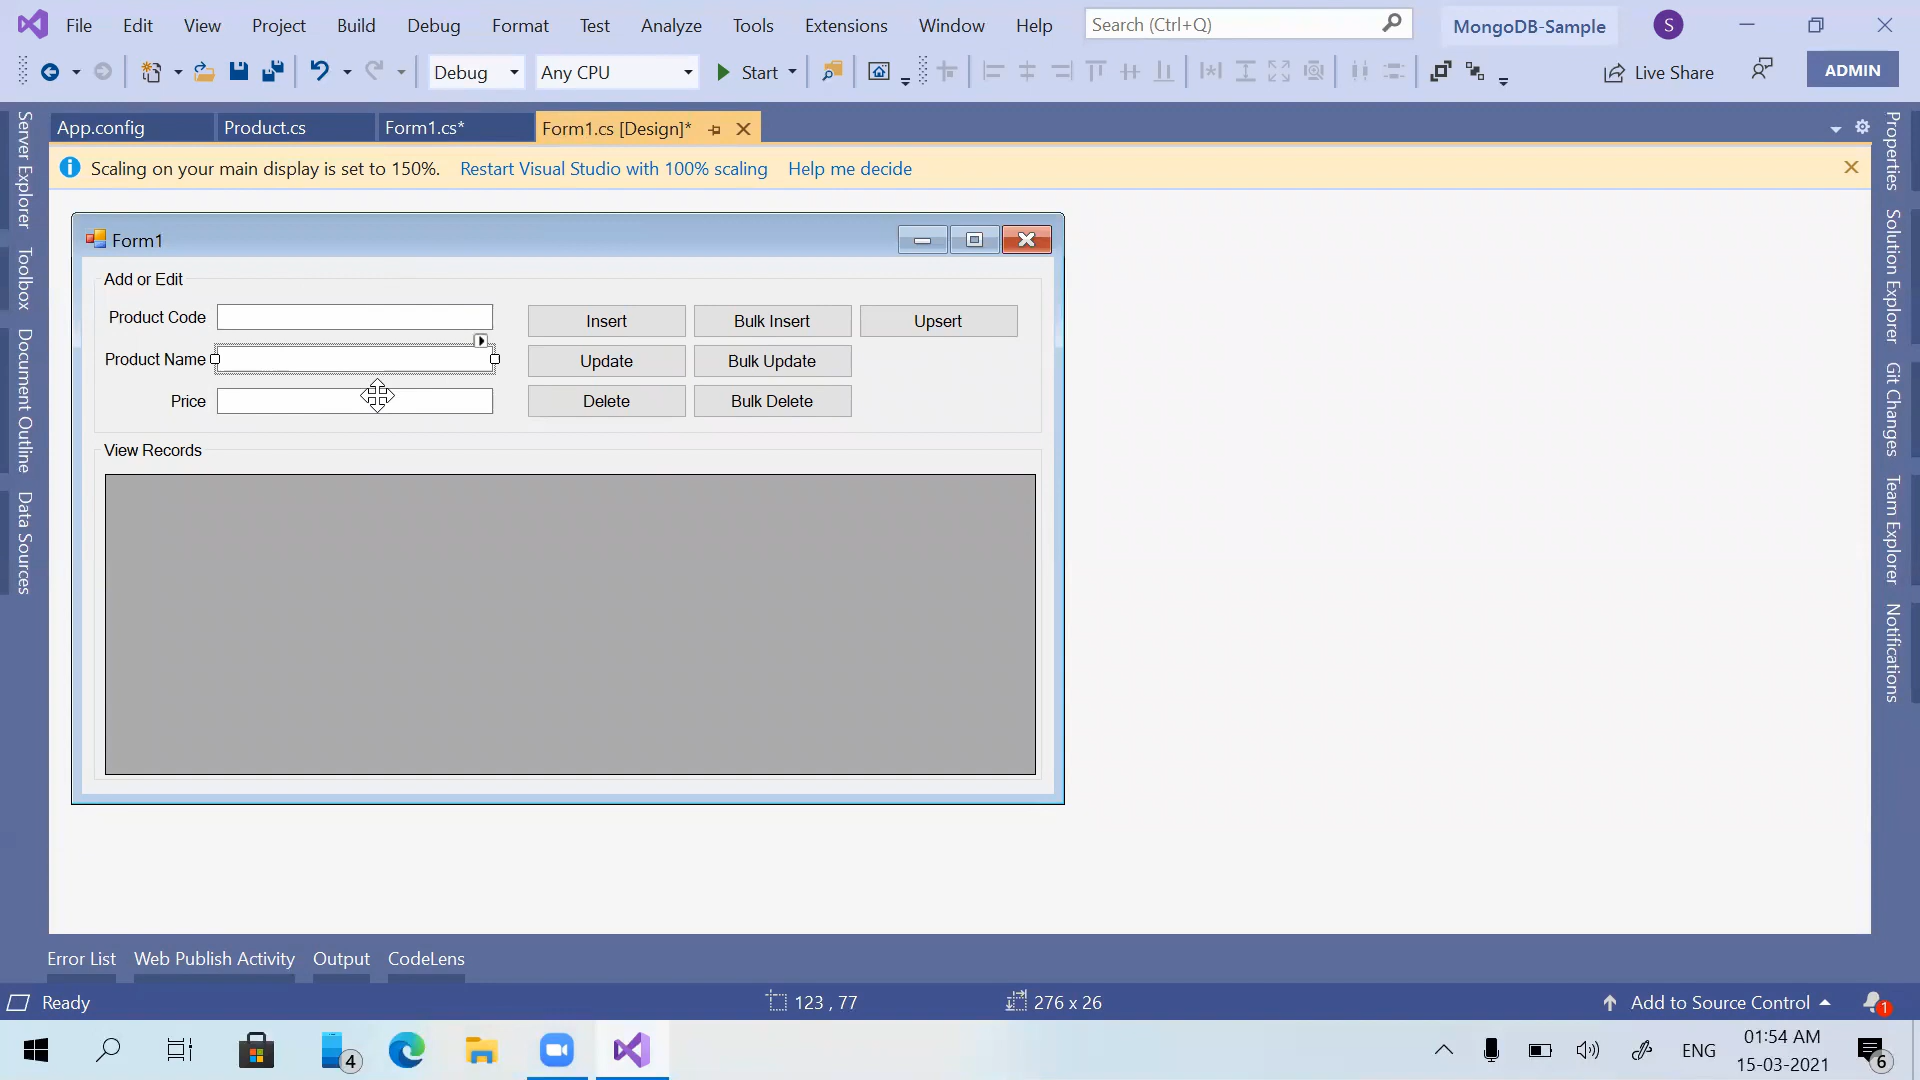 File Edit View Project Build Debug Format Test Analyze Tools Extensions Window Help Search (Ctrl+Q) MongoDB-Sample S
Debug Any CPU Start Live Share ADMIN
App.config Product.cs Form1.cs* Form1.cs [Design]*
Scaling on your main display is set to 150%. Restart Visual Studio with 100% scaling Help me decide
Server Explorer
Toolbox
Document Outline
Data Sources
Form1
Add or Edit
Product Code Insert Bulk Insert Upsert
Product Name Update Bulk Update
Price Delete Bulk Delete
View Records
Properties
Solution Explorer
Git Changes
Team Explorer
Notifications
Error List Web Publish Activity Output CodeLens
Ready 123 , 77 276 x 26 Add to Source Control 1
4 ENG 01:54 AM
15-03-2021 6